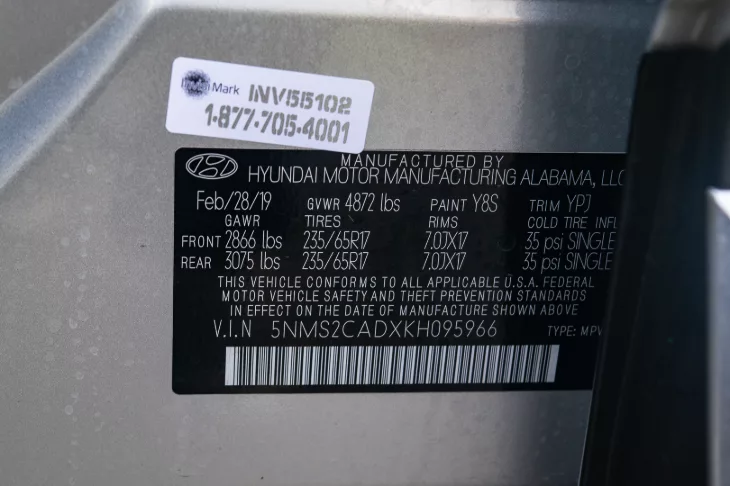 Mark INV55102
1-877-705-4001
MANUFACTURED BY
HYUNDAI MOTOR MANUFACTURING ALABAMA, LLC
Feb/28/19 GVWR 4872 lbs PAINT Y8S TRIM YPJ
GAWR TIRES RIMS COLD TIRE INFL
FRONT 2866 lbs 235/65R17 7.0JX17 35 psi SINGLE
REAR 3075 lbs 235/65R17 7.0JX17 35 psi SINGLE
THIS VEHICLE CONFORMS TO ALL APPLICABLE U.S.A. FEDERAL
MOTOR VEHICLE SAFETY AND THEFT PREVENTION STANDARDS
IN EFFECT ON THE DATE OF MANUFACTURE SHOWN ABOVE
V.I.N 5NMS2CADXKH095966 TYPE: MPV